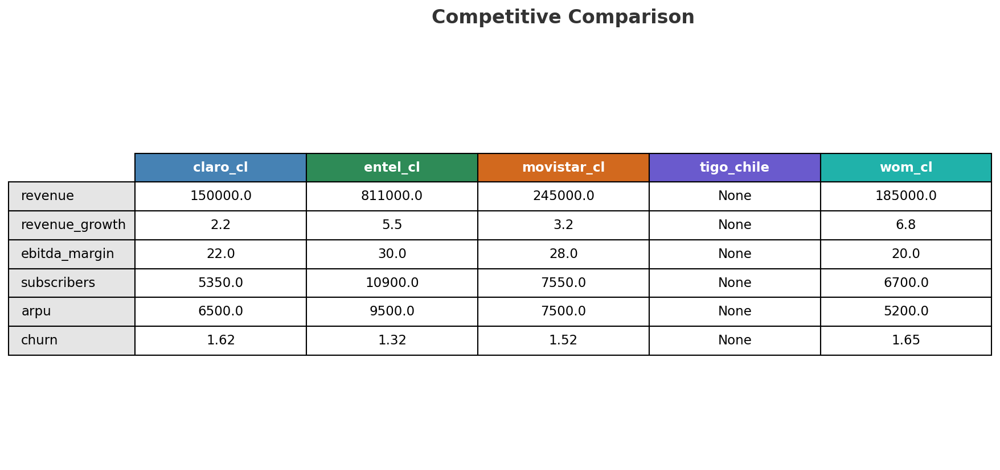 Competitive Comparison
claro_cl entel_cl movistar_cl tigo_chile wom_cl
revenue 150000.0 811000.0 245000.0 None 185000.0
revenue_growth 2.2 5.5 3.2 None 6.8
ebitda_margin 22.0 30.0 28.0 None 20.0
subscribers 5350.0 10900.0 7550.0 None 6700.0
arpu 6500.0 9500.0 7500.0 None 5200.0
churn 1.62 1.32 1.52 None 1.65